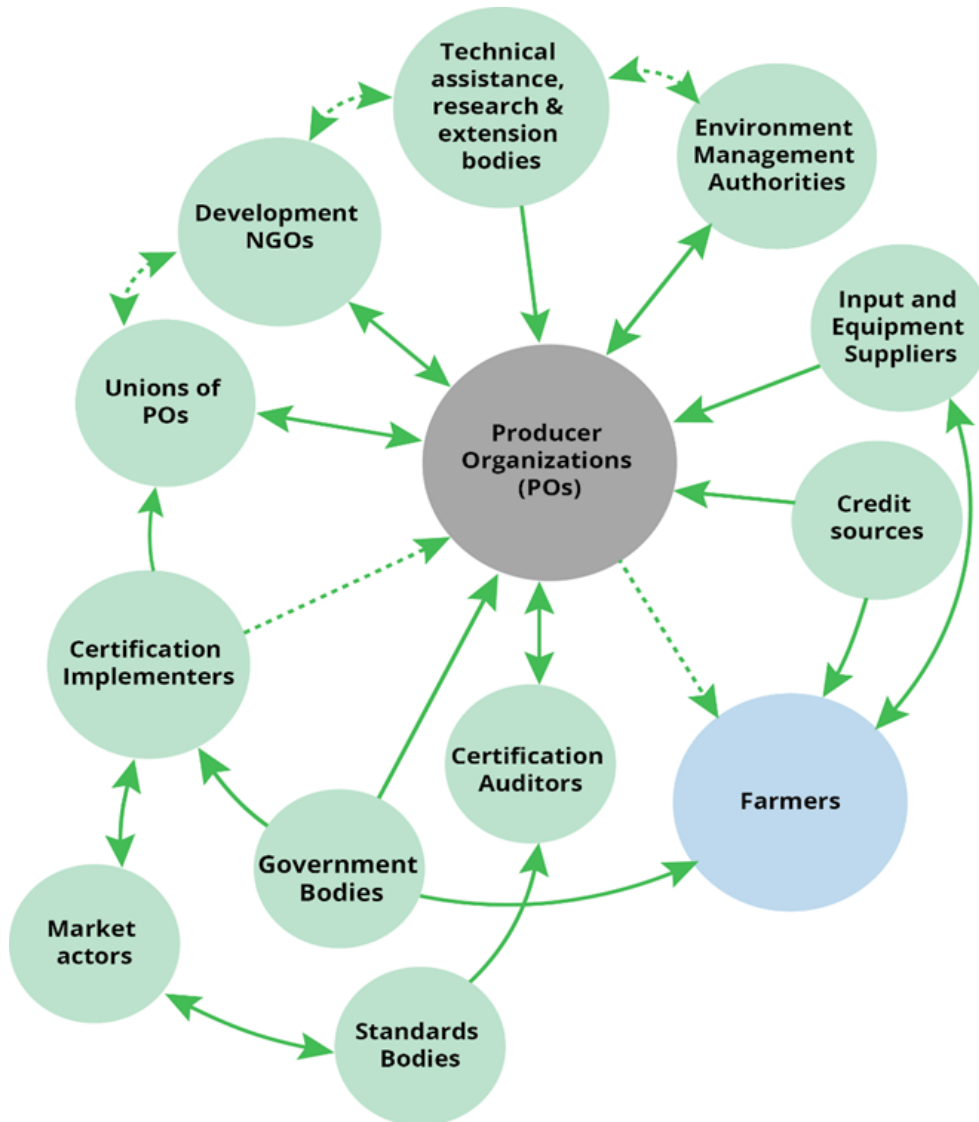 Technical
assistance,
research &
extension
bodies
Environment
Management
Authorities
Development
NGOs
Input and
Equipment
Suppliers
Unions of
POs
Producer
Organizations
(POs)
Credit
sources
Certification
Implementers
Certification
Auditors
Farmers
Government
Bodies
Market
actors
Standards
Bodies